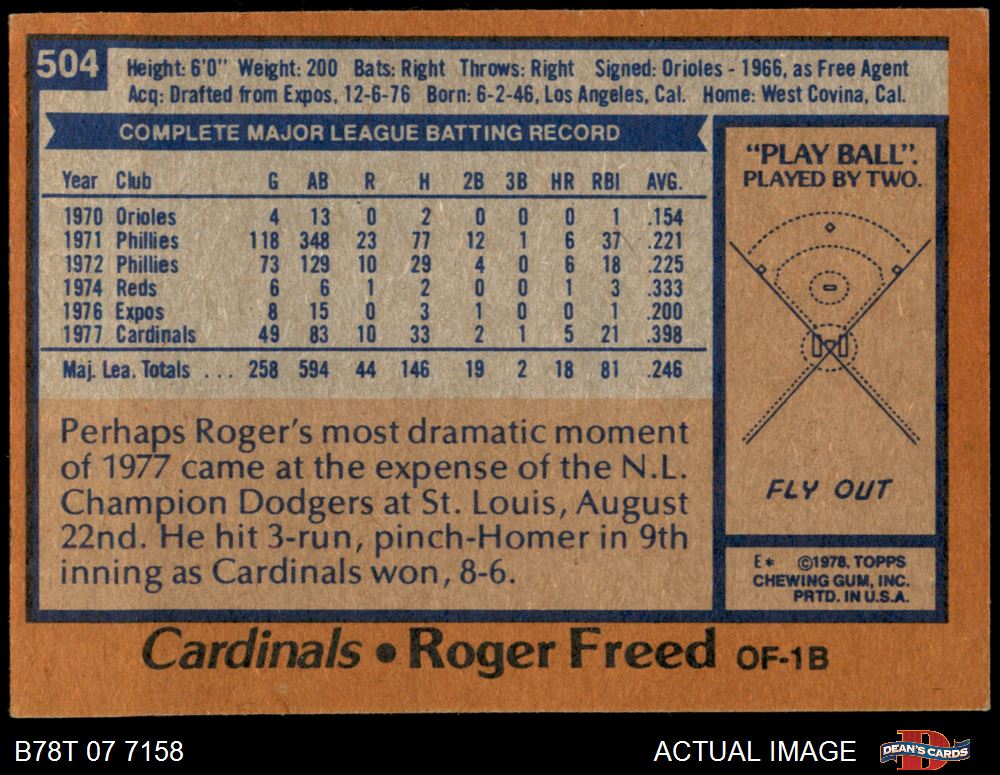 504
Height: 6'0" Weight: 200 Bats: Right Throws: Right Signed: Orioles - 1966, as Free Agent
Acq: Drafted from Expos, 12-6-76 Born: 6-2-46, Los Angeles, Cal. Home: West Covina, Cal.
COMPLETE MAJOR LEAGUE BATTING RECORD
Year Club G AB R H 2B 3B HR RBI AVG.
1970 Orioles 4 13 0 2 0 0 0 1 .154
1971 Phillies 118 348 23 77 12 1 6 37 .221
1972 Phillies 73 129 10 29 4 0 6 18 .225
1974 Reds 6 6 1 2 0 0 1 3 .333
1976 Expos 8 15 0 3 1 0 0 1 .200
1977 Cardinals 49 83 10 33 2 1 5 21 .398
Maj. Lea. Totals . . . 258 594 44 146 19 2 18 81 .246
Perhaps Roger's most dramatic moment
of 1977 came at the expense of the N.L.
Champion Dodgers at St. Louis, August
22nd. He hit 3-run, pinch-Homer in 9th
inning as Cardinals won, 8-6.
"PLAY BALL".
PLAYED BY TWO.
FLY OUT
E* ©1978, TOPPS
CHEWING GUM, INC.
PRTD. IN U.S.A.
Cardinals • Roger Freed OF-1B
B78T 07 7158
ACTUAL IMAGE
D
DEAN'S CARDS